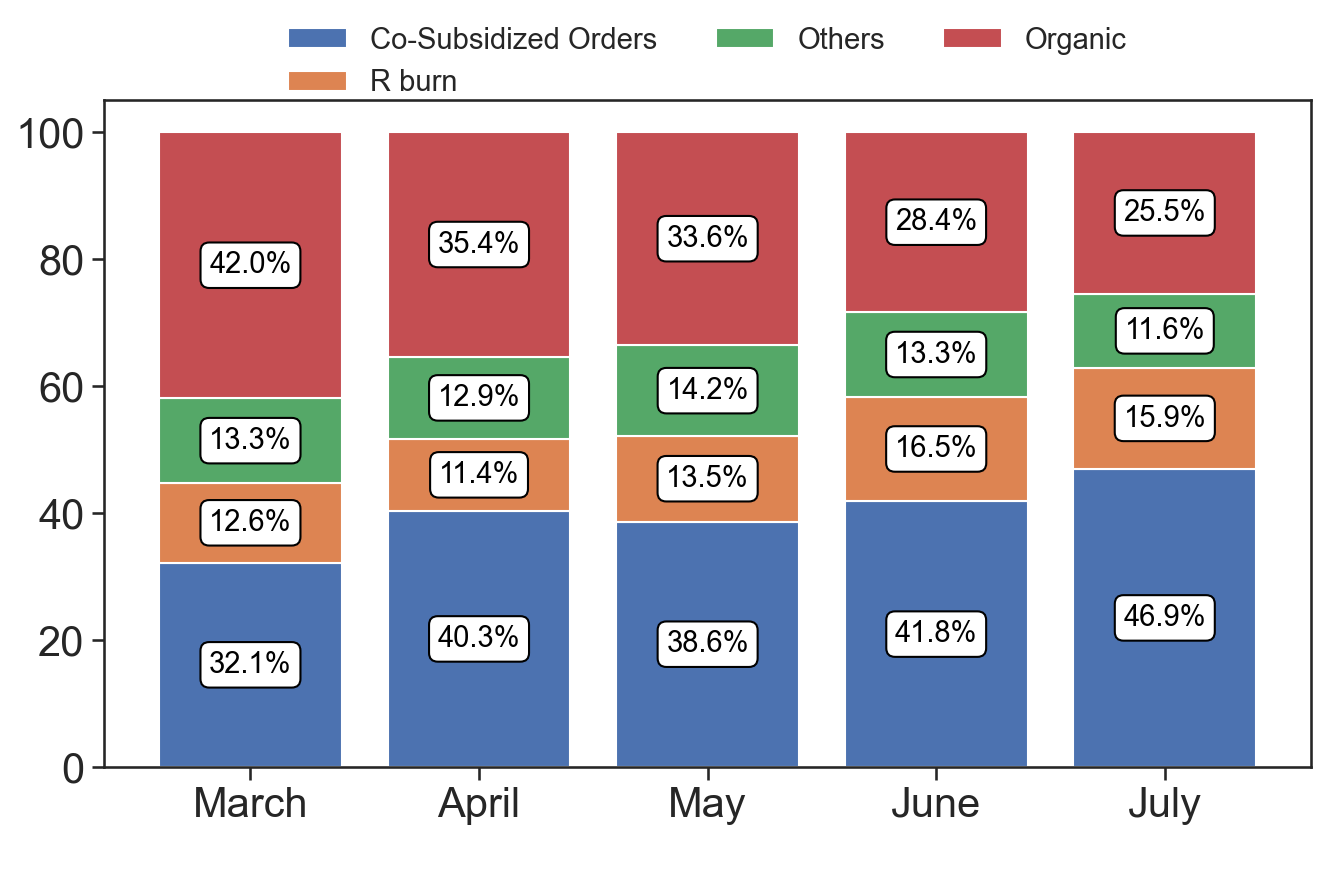 Co-Subsidized Orders Others Organic
R burn
100
80
60
40
20
0
42.0% 35.4% 33.6% 28.4% 25.5%
13.3% 12.9% 14.2% 13.3% 11.6%
12.6% 11.4% 13.5% 16.5% 15.9%
32.1% 40.3% 38.6% 41.8% 46.9%
March April May June July